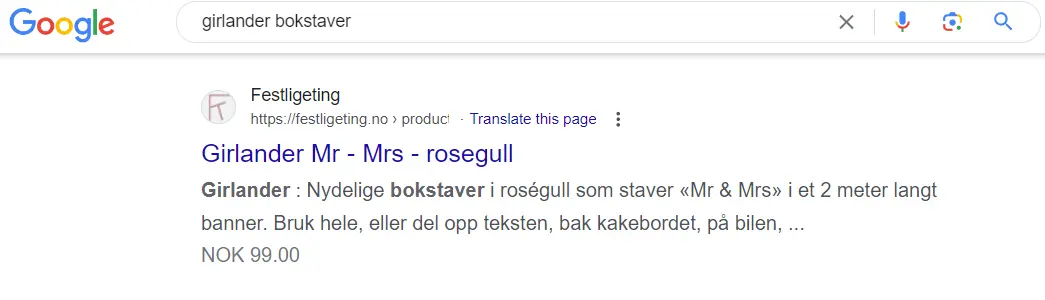 Google
girlander bokstaver
Festligeting
https://festligeting.no › product · Translate this page
Girlander Mr - Mrs - rosegull
Girlander : Nydelige bokstaver i roségull som staver «Mr & Mrs» i et 2 meter langt
banner. Bruk hele, eller del opp teksten, bak kakebordet, på bilen, ...
NOK 99.00